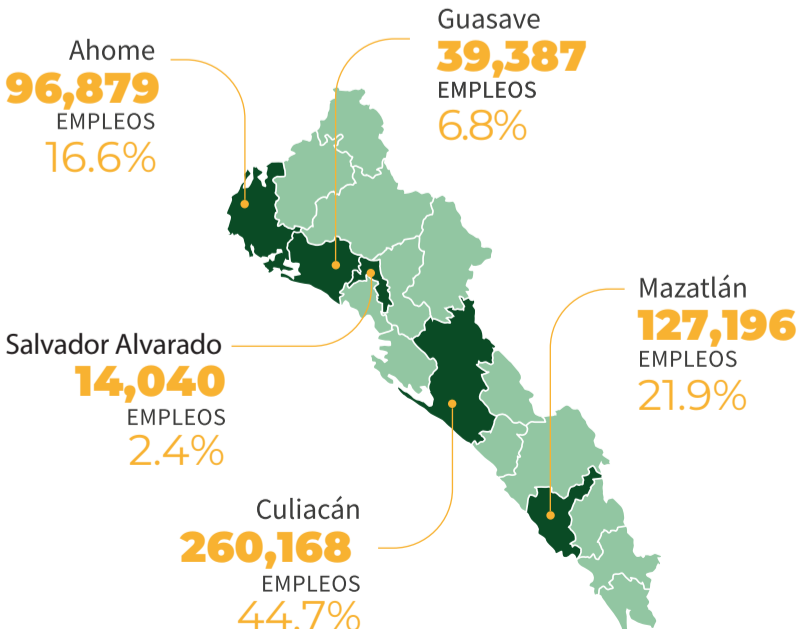 Guasave
39,387
EMPLEOS
6.8%
Ahome
96,879
EMPLEOS
16.6%
Mazatlán
127,196
EMPLEOS
21.9%
Salvador Alvarado
14,040
EMPLEOS
2.4%
Culiacán
260,168
EMPLEOS
44.7%